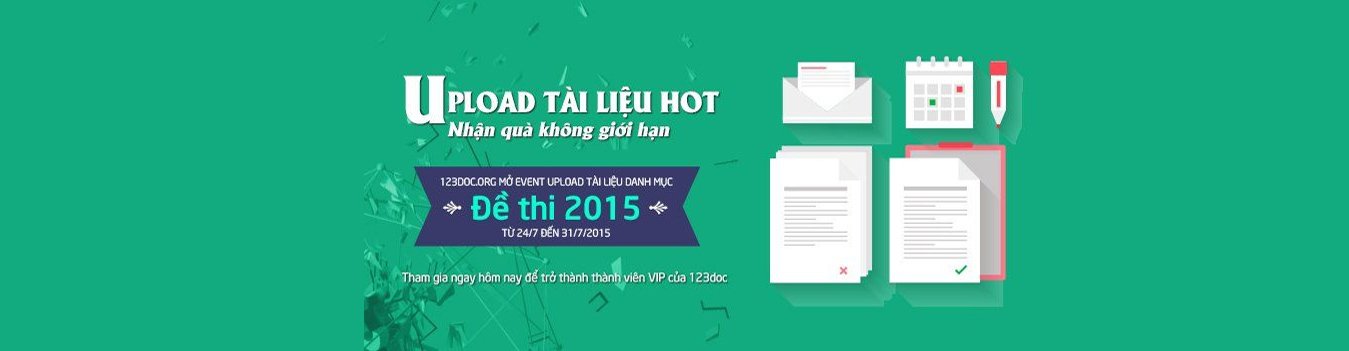 UPLOAD TÀI LIỆU HOT
Nhận quà không giới hạn
123DOC.ORG MỞ EVENT UPLOAD TÀI LIỆU DANH MỤC
Đề thi 2015
TỪ 24/7 ĐẾN 31/7/2015
Tham gia ngay hôm nay để trở thành thành viên VIP của 123doc